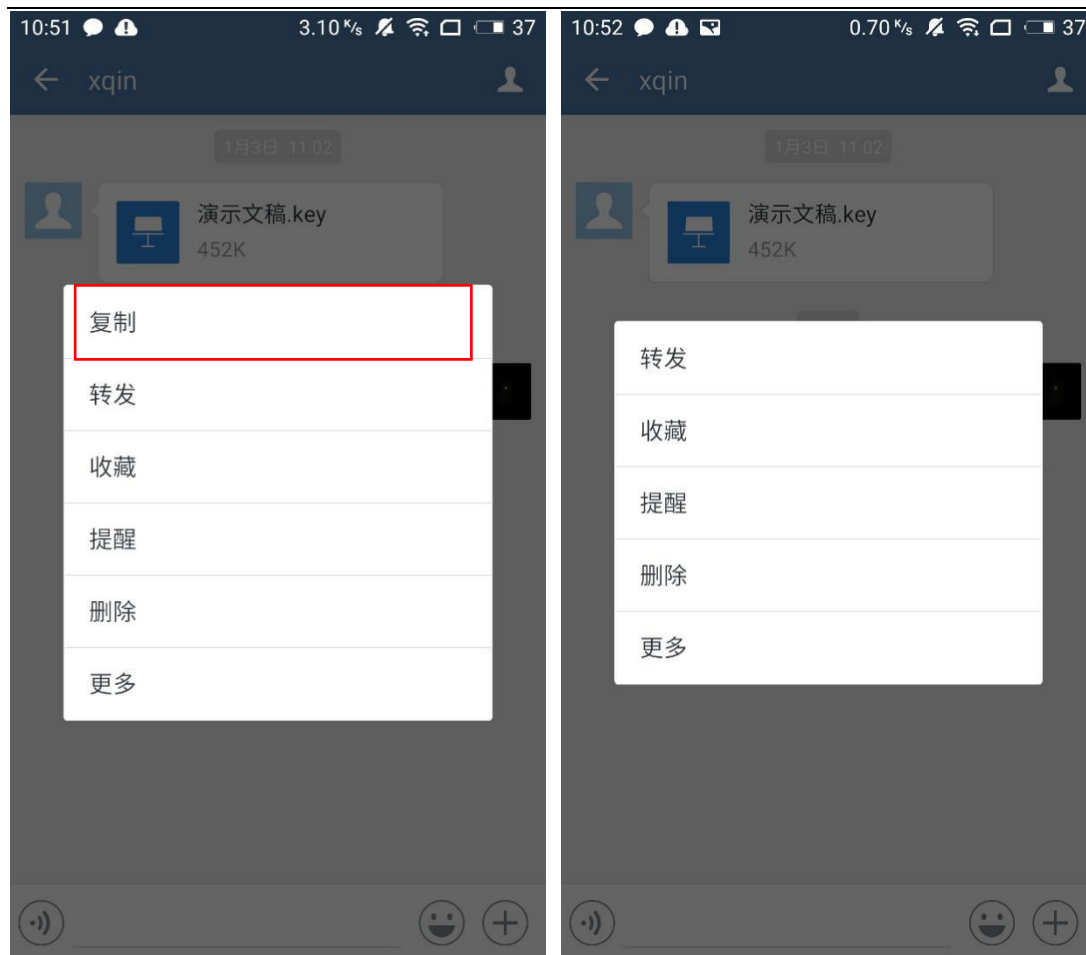 10:51 3.10 K/s 37
xqin
1月3日 11:02
演示文稿.key
452K
复制
转发
收藏
提醒
删除
更多
10:52 0.70 K/s 37
xqin
1月3日 11:02
演示文稿.key
452K
转发
收藏
提醒
删除
更多